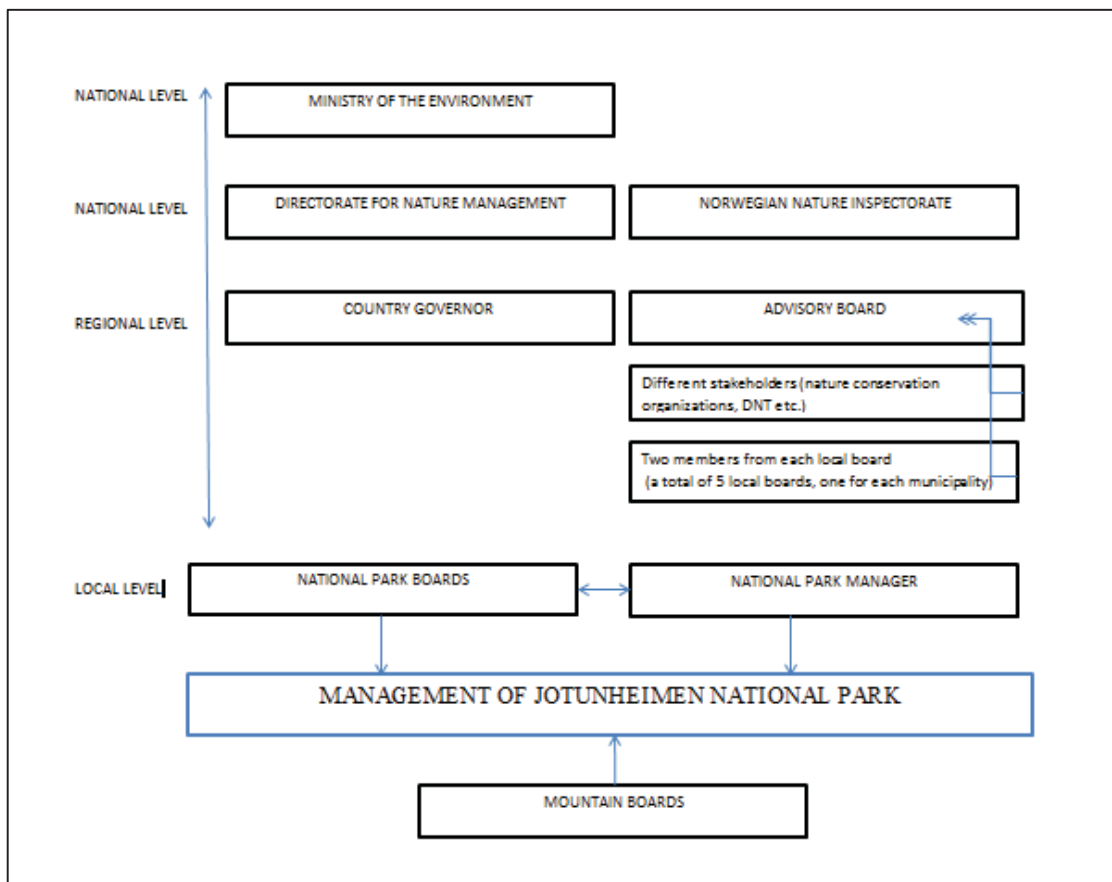 NATIONAL LEVEL
MINISTRY OF THE ENVIRONMENT
NATIONAL LEVEL
DIRECTORATE FOR NATURE MANAGEMENT
NORWEGIAN NATURE INSPECTORATE
REGIONAL LEVEL
COUNTRY GOVERNOR
ADVISORY BOARD
Different stakeholders (nature conservation
organizations, DNT etc.)
Two members from each local board
(a total of 5 local boards, one for each municipality)
LOCAL LEVEL
NATIONAL PARK BOARDS
NATIONAL PARK MANAGER
MANAGEMENT OF JOTUNHEIMEN NATIONAL PARK
MOUNTAIN BOARDS